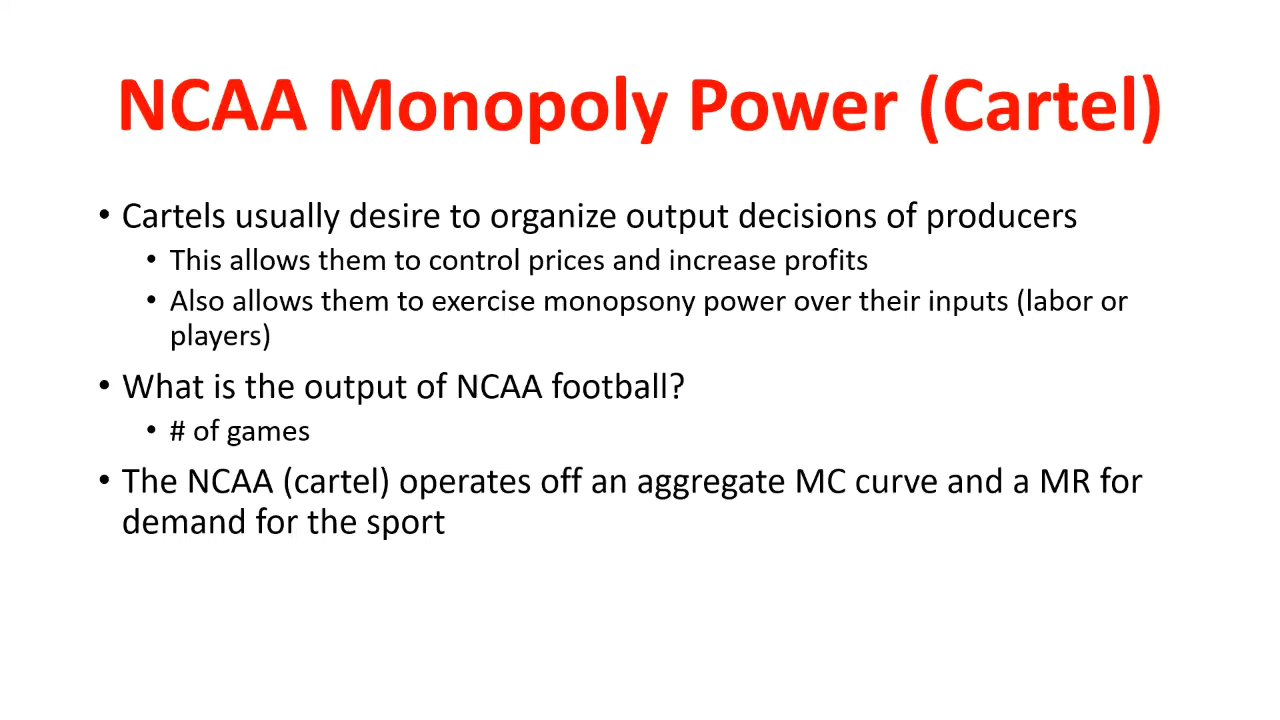 NCAA Monopoly Power (Cartel)
• Cartels usually desire to organize output decisions of producers
• This allows them to control prices and increase profits
• Also allows them to exercise monopsony power over their inputs (labor or
players)
• What is the output of NCAA football?
• # of games
• The NCAA (cartel) operates off an aggregate MC curve and a MR for
demand for the sport